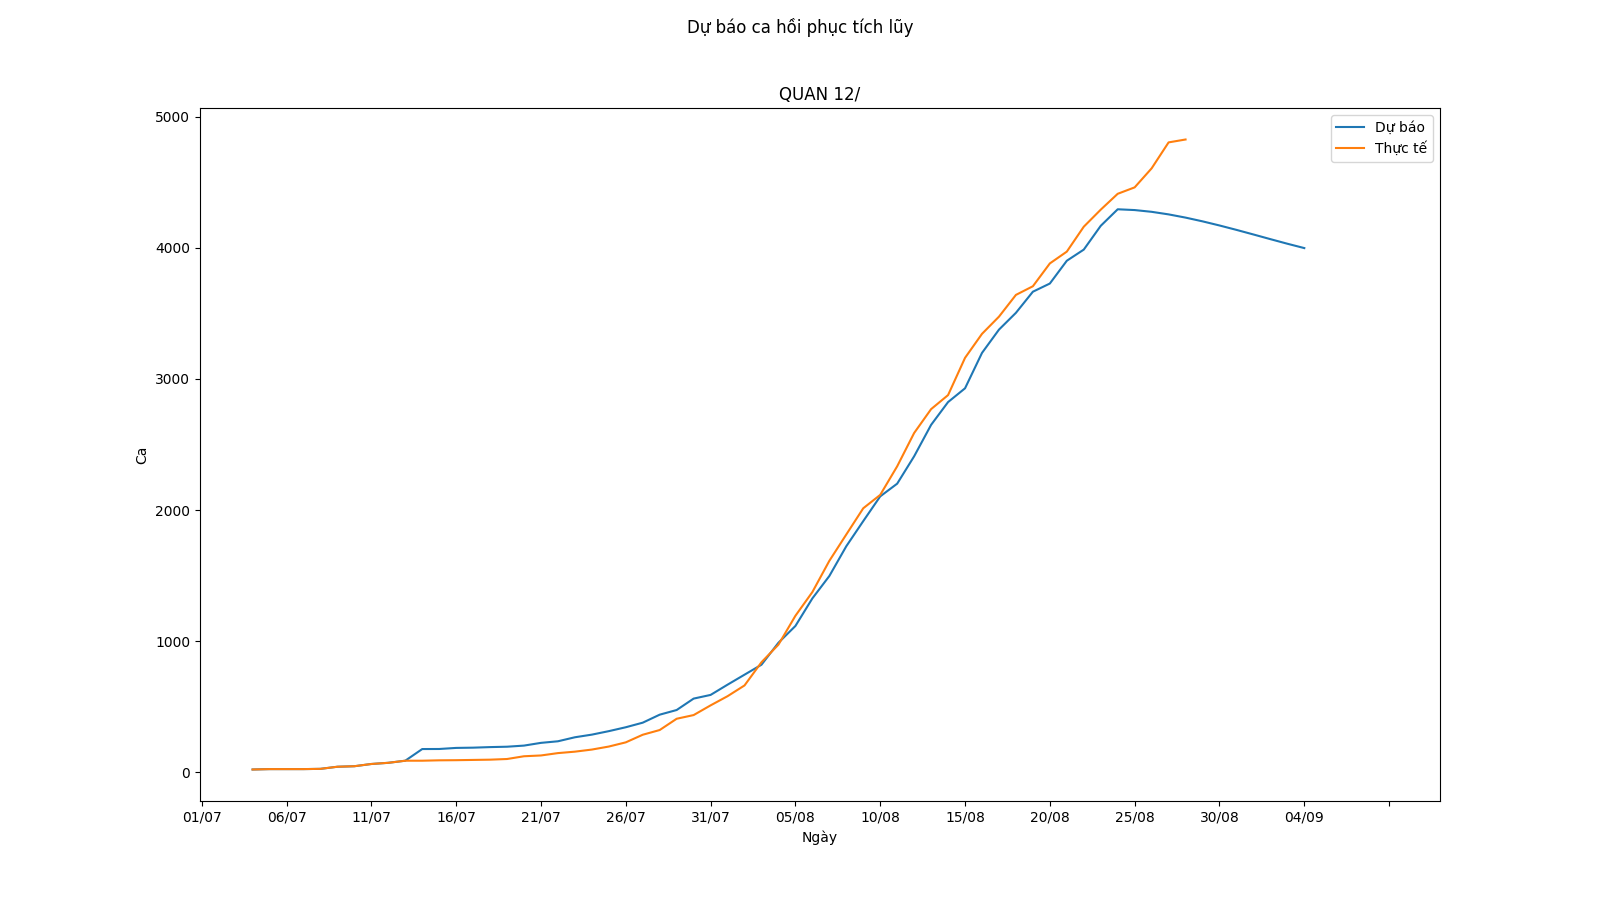 Dự báo ca hồi phục tích lũy
QUAN 12/
5000
4000
3000
2000
1000
0
Ca
Dự báo
Thực tế
01/07 06/07 11/07 16/07 21/07 26/07 31/07 05/08 10/08 15/08 20/08 25/08 30/08 04/09
Ngày